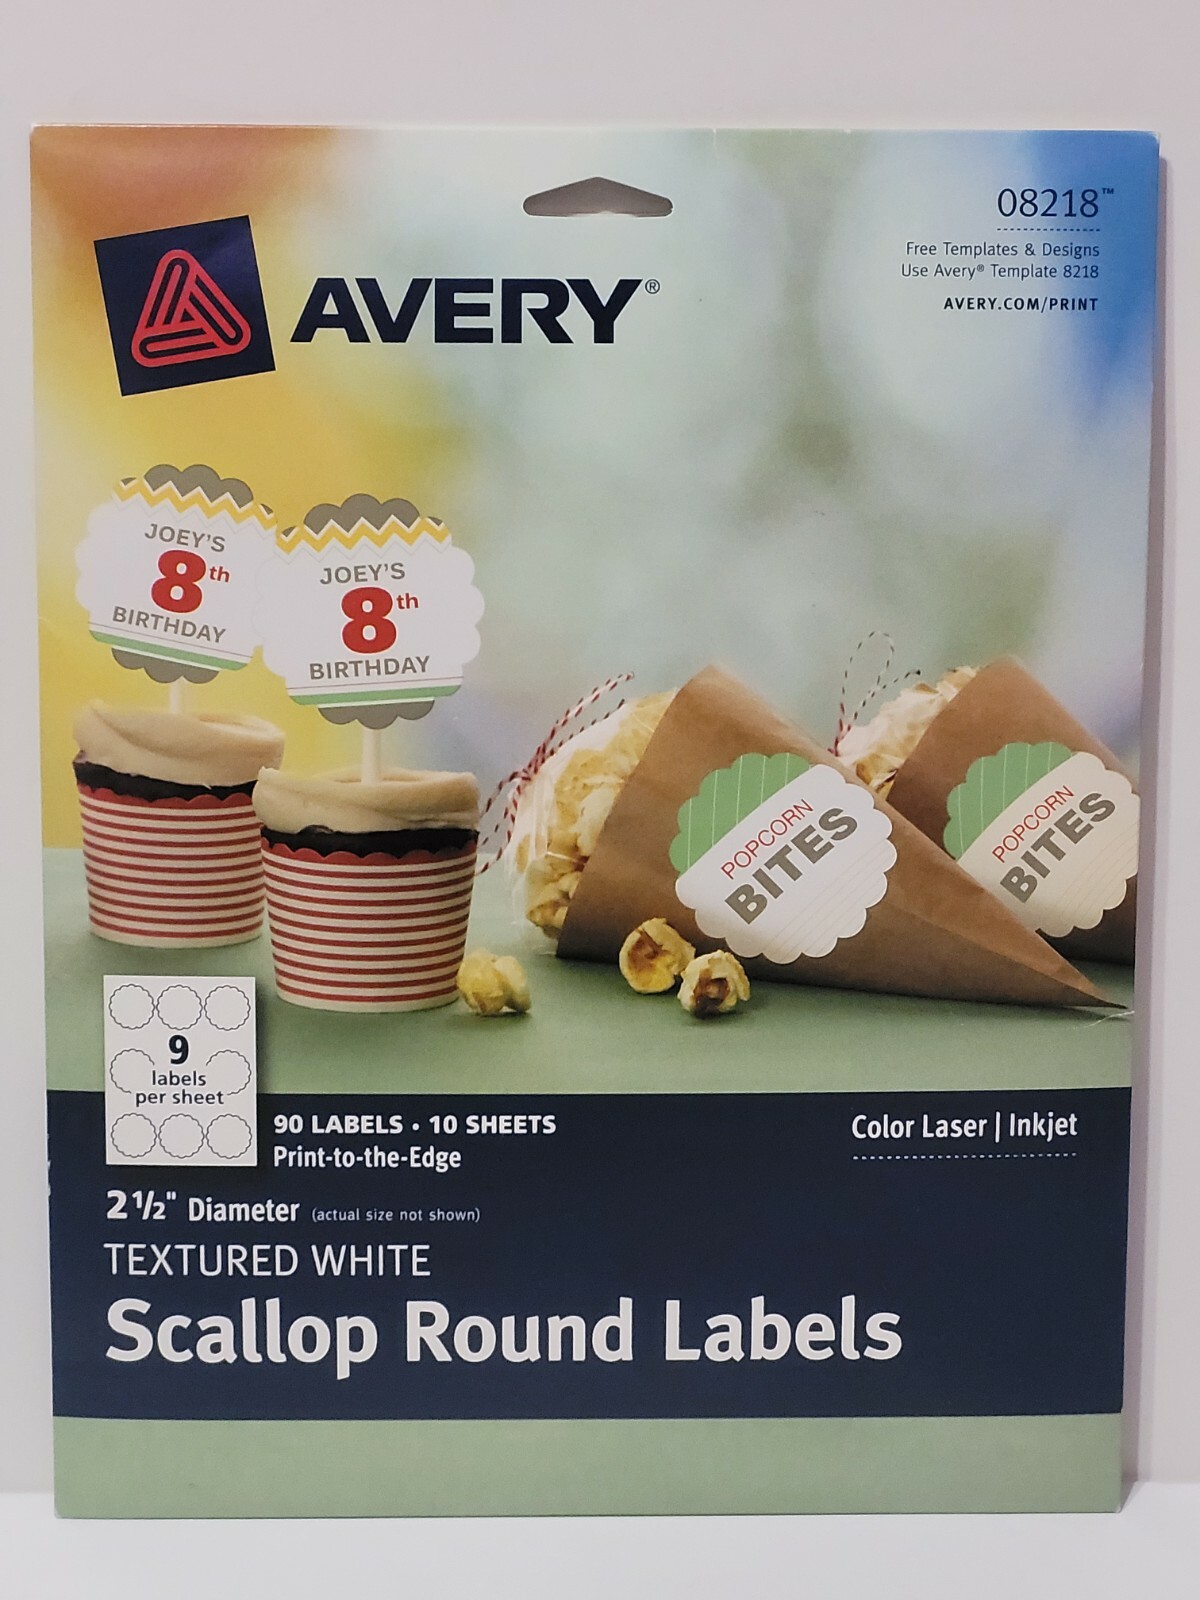 08218™
Free Templates & Designs
Use Avery® Template 8218
AVERY.COM/PRINT
AVERY®
JOEY'S
8th
BIRTHDAY
JOEY'S
8th
BIRTHDAY
POPCORN
BITES
POPCORN
BITES
9
labels
per sheet
90 LABELS • 10 SHEETS
Print-to-the-Edge
Color Laser | Inkjet
2 1/2" Diameter (actual size not shown)
TEXTURED WHITE
Scallop Round Labels